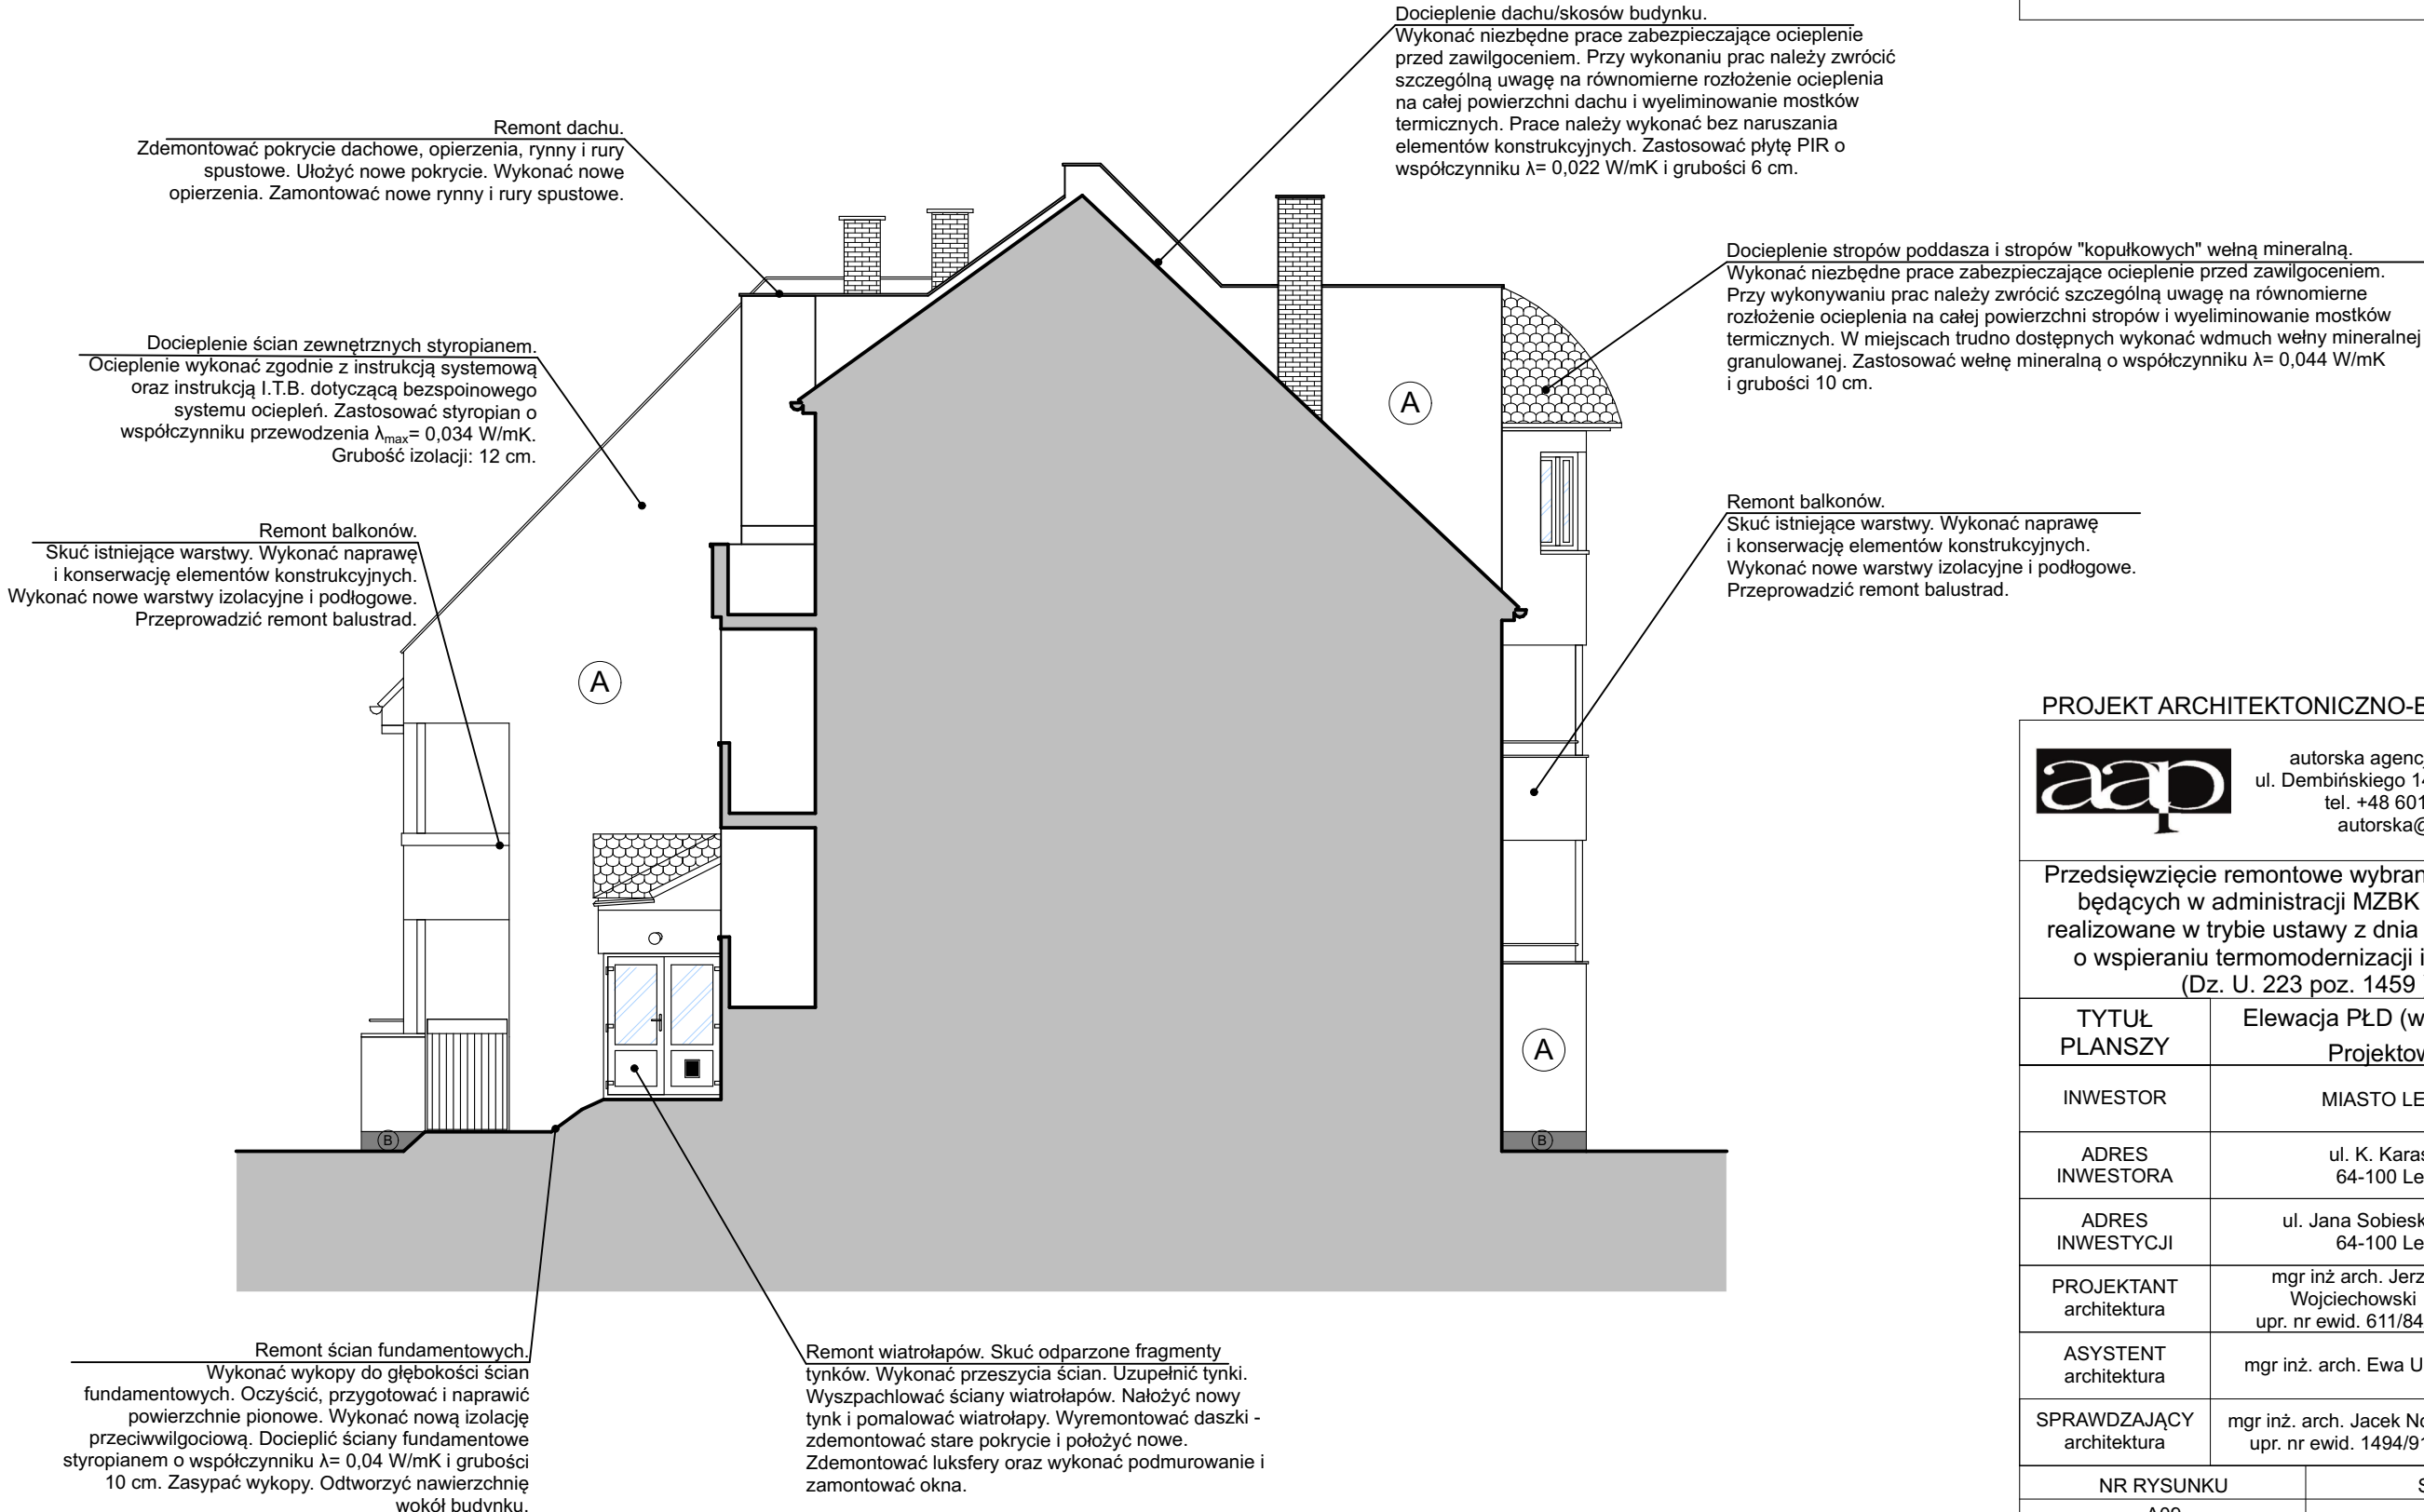 Docieplenie dachu/skosów budynku.
Wykonać niezbędne prace zabezpieczające ocieplenie
przed zawilgoceniem. Przy wykonaniu prac należy zwrócić
szczególną uwagę na równomierne rozłożenie ocieplenia
na całej powierzchni dachu i wyeliminowanie mostków
termicznych. Prace należy wykonać bez naruszania
elementów konstrukcyjnych. Zastosować płytę PIR o
współczynniku λ= 0,022 W/mK i grubości 6 cm.
Remont dachu.
Zdemontować pokrycie dachowe, opierzenia, rynny i rury
spustowe. Ułożyć nowe pokrycie. Wykonać nowe
opierzenia. Zamontować nowe rynny i rury spustowe.
Docieplenie stropów poddasza i stropów "kopułkowych" wełną mineralną.
Wykonać niezbędne prace zabezpieczające ocieplenie przed zawilgoceniem.
Przy wykonywaniu prac należy zwrócić szczególną uwagę na równomierne
rozłożenie ocieplenia na całej powierzchni stropów i wyeliminowanie mostków
termicznych. W miejscach trudno dostępnych wykonać wdmuch wełny mineralnej
granulowanej. Zastosować wełnę mineralną o współczynniku λ= 0,044 W/mK
i grubości 10 cm.
Docieplenie ścian zewnętrznych styropianem.
Ocieplenie wykonać zgodnie z instrukcją systemową
oraz instrukcją I.T.B. dotyczącą bezspoinowego
systemu ociepleń. Zastosować styropian o
współczynniku przewodzenia λmax= 0,034 W/mK.
Grubość izolacji: 12 cm.
A
Remont balkonów.
Skuć istniejące warstwy. Wykonać naprawę
i konserwację elementów konstrukcyjnych.
Wykonać nowe warstwy izolacyjne i podłogowe.
Przeprowadzić remont balustrad.
Remont balkonów.
Skuć istniejące warstwy. Wykonać naprawę
i konserwację elementów konstrukcyjnych.
Wykonać nowe warstwy izolacyjne i podłogowe.
Przeprowadzić remont balustrad.
A
A
B
B
Remont ścian fundamentowych.
Wykonać wykopy do głębokości ścian
fundamentowych. Oczyścić, przygotować i naprawić
powierzchnie pionowe. Wykonać nową izolację
przeciwwilgociową. Docieplić ściany fundamentowe
styropianem o współczynniku λ= 0,04 W/mK i grubości
10 cm. Zasypać wykopy. Odtworzyć nawierzchnię
wokół budynku.
Remont wiatrołapów. Skuć odparzone fragmenty
tynków. Wykonać przeszycia ścian. Uzupełnić tynki.
Wyszpachlować ściany wiatrołapów. Nałożyć nowy
tynk i pomalować wiatrołapy. Wyremontować daszki -
zdemontować stare pokrycie i położyć nowe.
Zdemontować luksfery oraz wykonać podmurowanie i
zamontować okna.
PROJEKT ARCHITEKTONICZNO-B
aap
autorska agenc
ul. Dembińskiego 14
tel. +48 601
autorska@
Przedsięwzięcie remontowe wybran
będących w administracji MZBK
realizowane w trybie ustawy z dnia
o wspieraniu termomodernizacji i
(Dz. U. 223 poz. 1459
TYTUŁ
PLANSZY
Elewacja PŁD (w
Projektow
INWESTOR
MIASTO LE
ADRES
INWESTORA
ul. K. Karaś
64-100 Le
ADRES
INWESTYCJI
ul. Jana Sobiesk
64-100 Le
PROJEKTANT
architektura
mgr inż arch. Jerz
Wojciechowski
upr. nr ewid. 611/84
ASYSTENT
architektura
mgr inż. arch. Ewa U
SPRAWDZAJĄCY
architektura
mgr inż. arch. Jacek No
upr. nr ewid. 1494/91
NR RYSUNKU
S
A09